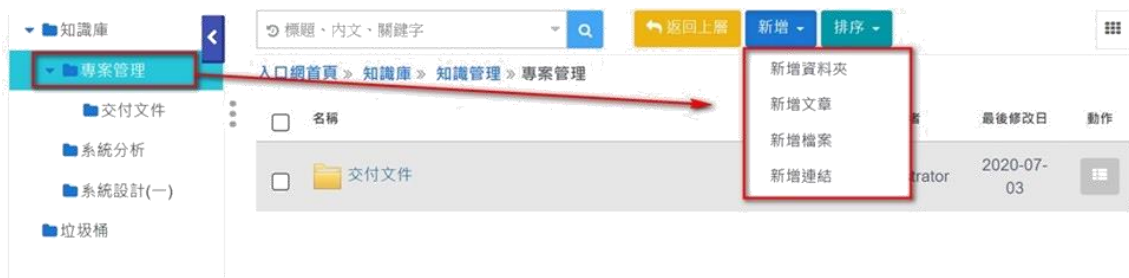 知識庫
專案管理
交付文件
系統分析
系統設計(一)
垃圾桶
標題、內文、關鍵字
返回上層
新增
排序
入口網首頁 » 知識庫 » 知識管理 » 專案管理
新增資料夾
新增文章
新增檔案
新增連結
名稱
者
最後修改日
動作
交付文件
strator
2020-07-
03